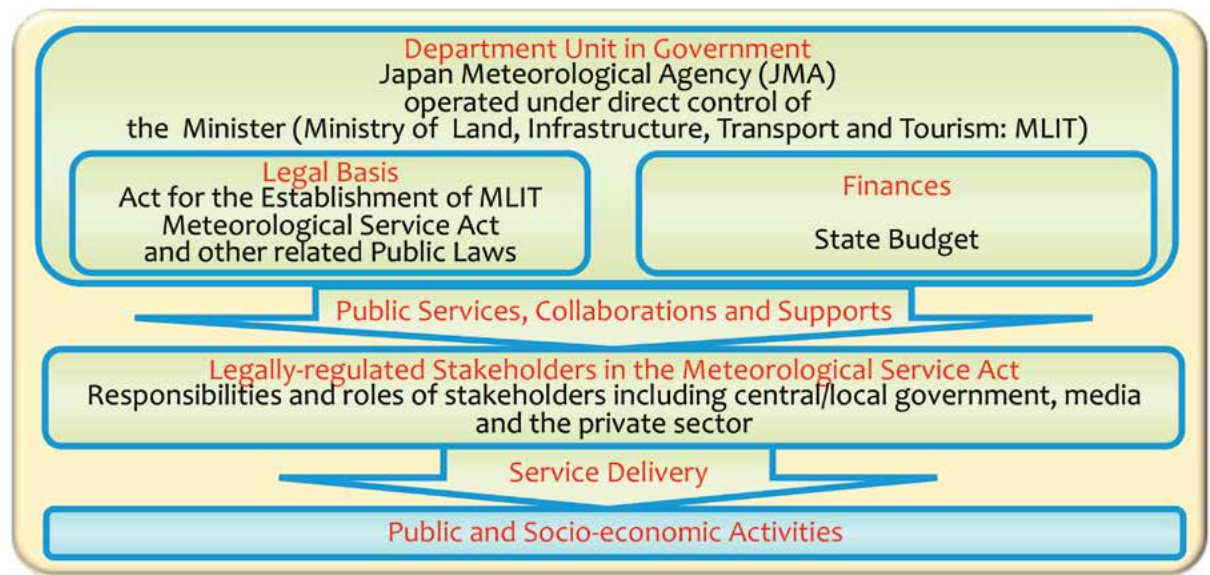 Department Unit in Government
Japan Meteorological Agency (JMA)
operated under direct control of
the Minister (Ministry of Land, Infrastructure, Transport and Tourism: MLIT)
Legal Basis
Act for the Establishment of MLIT
Meteorological Service Act
and other related Public Laws
Finances
State Budget
Public Services, Collaborations and Supports
Legally-regulated Stakeholders in the Meteorological Service Act
Responsibilities and roles of stakeholders including central/local government, media
and the private sector
Service Delivery
Public and Socio-economic Activities